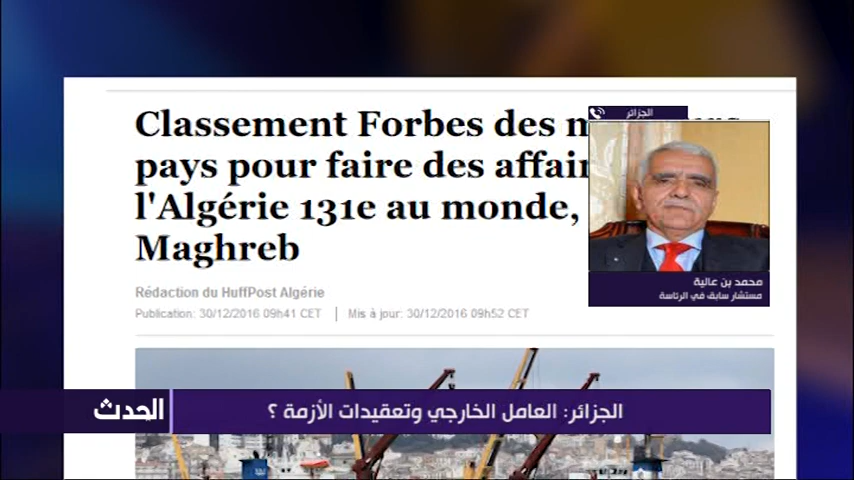 Classement Forbes des
pays pour faire des
l'Algérie 131e au monde,
Maghreb
Rédaction du HuffPost Algérie
Publication: 30/12/2016 09h41 CET | Mis à jour: 30/12/2016 09h52 CET
الجزائر
محمد بن عالية
مستشار سابق في الرئاسة
الجزائر: العامل الخارجي وتعقيدات الأزمة ؟
الحدث